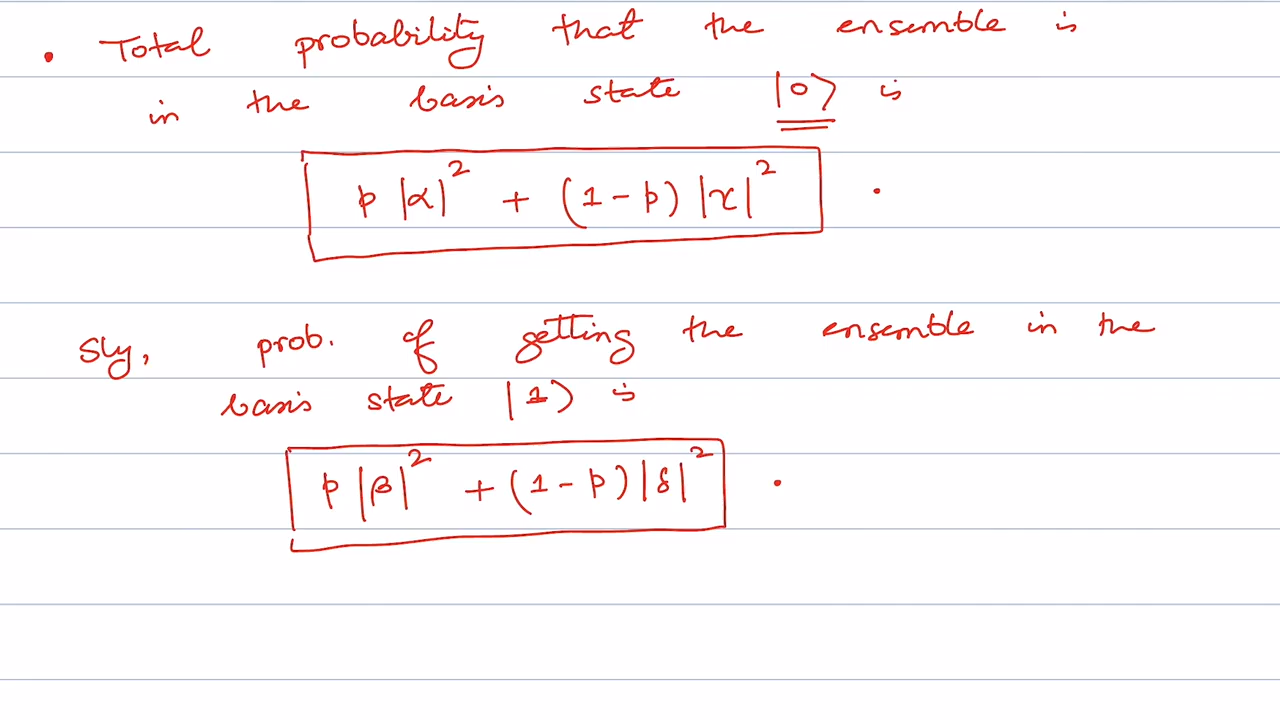 • Total probability that the ensemble is
in the basis state |0⟩ is
p |α|² + (1 - p) |γ|² .
Sly, prob. of getting the ensemble in the
basis state |1⟩ is
p |β|² + (1 - p) |δ|² .